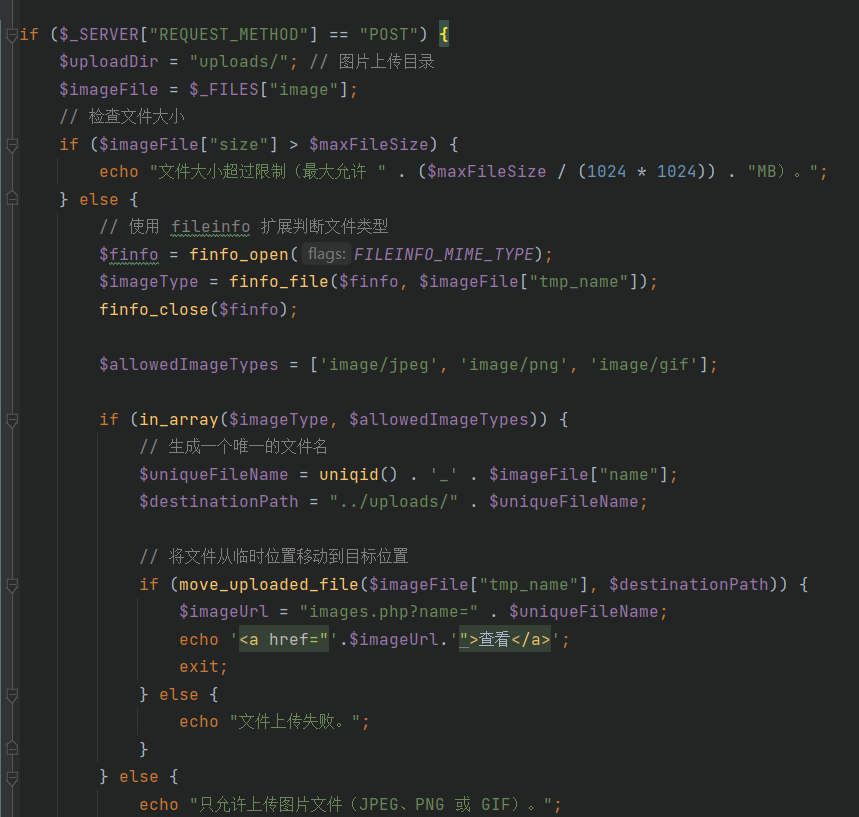 if ($_SERVER["REQUEST_METHOD"] == "POST") {
$uploadDir = "uploads/"; // 图片上传目录
$imageFile = $_FILES["image"];
// 检查文件大小
if ($imageFile["size"] > $maxFileSize) {
echo "文件大小超过限制（最大允许 " . ($maxFileSize / (1024 * 1024)) . "MB）。";
} else {
// 使用 fileinfo 扩展判断文件类型
$finfo = finfo_open( flags: FILEINFO_MIME_TYPE);
$imageType = finfo_file($finfo, $imageFile["tmp_name"]);
finfo_close($finfo);
$allowedImageTypes = ['image/jpeg', 'image/png', 'image/gif'];
if (in_array($imageType, $allowedImageTypes)) {
// 生成一个唯一的文件名
$uniqueFileName = uniqid() . '_' . $imageFile["name"];
$destinationPath = "../uploads/" . $uniqueFileName;
// 将文件从临时位置移动到目标位置
if (move_uploaded_file($imageFile["tmp_name"], $destinationPath)) {
$imageUrl = "images.php?name=" . $uniqueFileName;
echo '<a href="'.$imageUrl.'">查看</a>';
exit;
} else {
echo "文件上传失败。";
}
} else {
echo "只允许上传图片文件（JPEG、PNG 或 GIF）。";